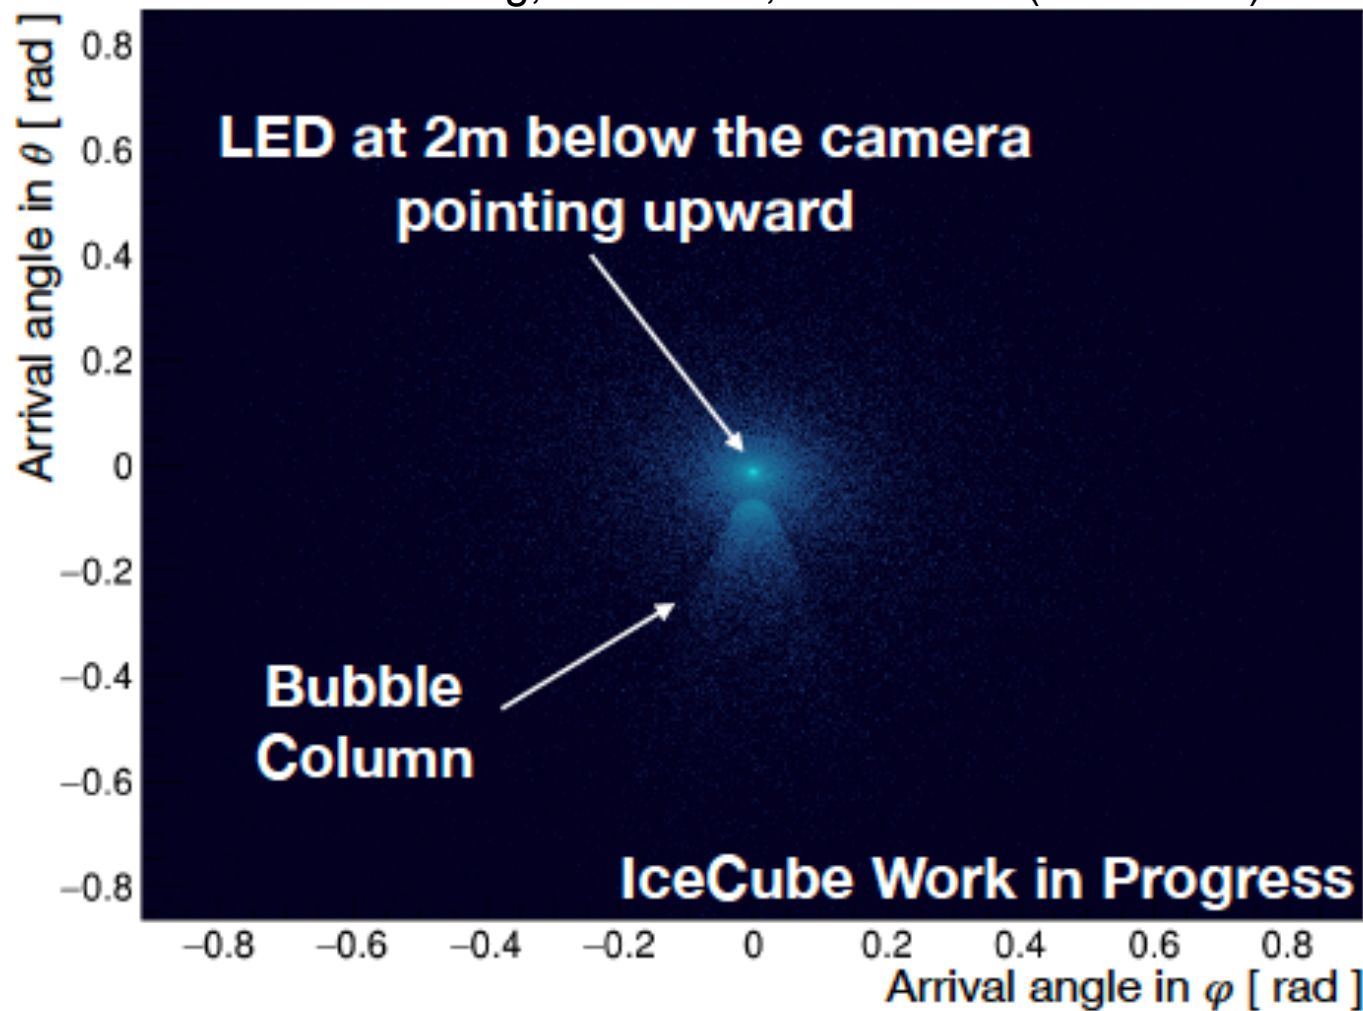 Arrival angle in θ [ rad ]
0.8
0.6
0.4
0.2
0
−0.2
−0.4
−0.6
−0.8
LED at 2m below the camera
pointing upward
Bubble
Column
IceCube Work in Progress
−0.8 −0.6 −0.4 −0.2 0 0.2 0.4 0.6 0.8
Arrival angle in φ [ rad ]